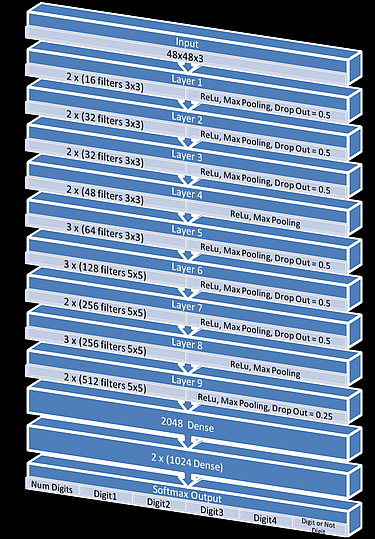 Input
48x48x3
Layer 1
2 x (16 filters 3x3)
ReLu, Max Pooling, Drop Out = 0.5
Layer 2
2 x (32 filters 3x3)
ReLu, Max Pooling, Drop Out = 0.5
Layer 3
2 x (32 filters 3x3)
ReLu, Max Pooling, Drop Out = 0.5
Layer 4
2 x (48 filters 3x3)
ReLu, Max Pooling
Layer 5
3 x (64 filters 3x3)
ReLu, Max Pooling, Drop Out = 0.5
Layer 6
3 x (128 filters 5x5)
ReLu, Max Pooling, Drop Out = 0.5
Layer 7
2 x (256 filters 5x5)
ReLu, Max Pooling, Drop Out = 0.5
Layer 8
3 x (256 filters 5x5)
ReLu, Max Pooling
Layer 9
2 x (512 filters 5x5)
ReLu, Max Pooling, Drop Out = 0.25
2048 Dense
2 x (1024 Dense)
Softmax Output
Num Digits
Digit1
Digit2
Digit3
Digit4
Digit or Not
Digit